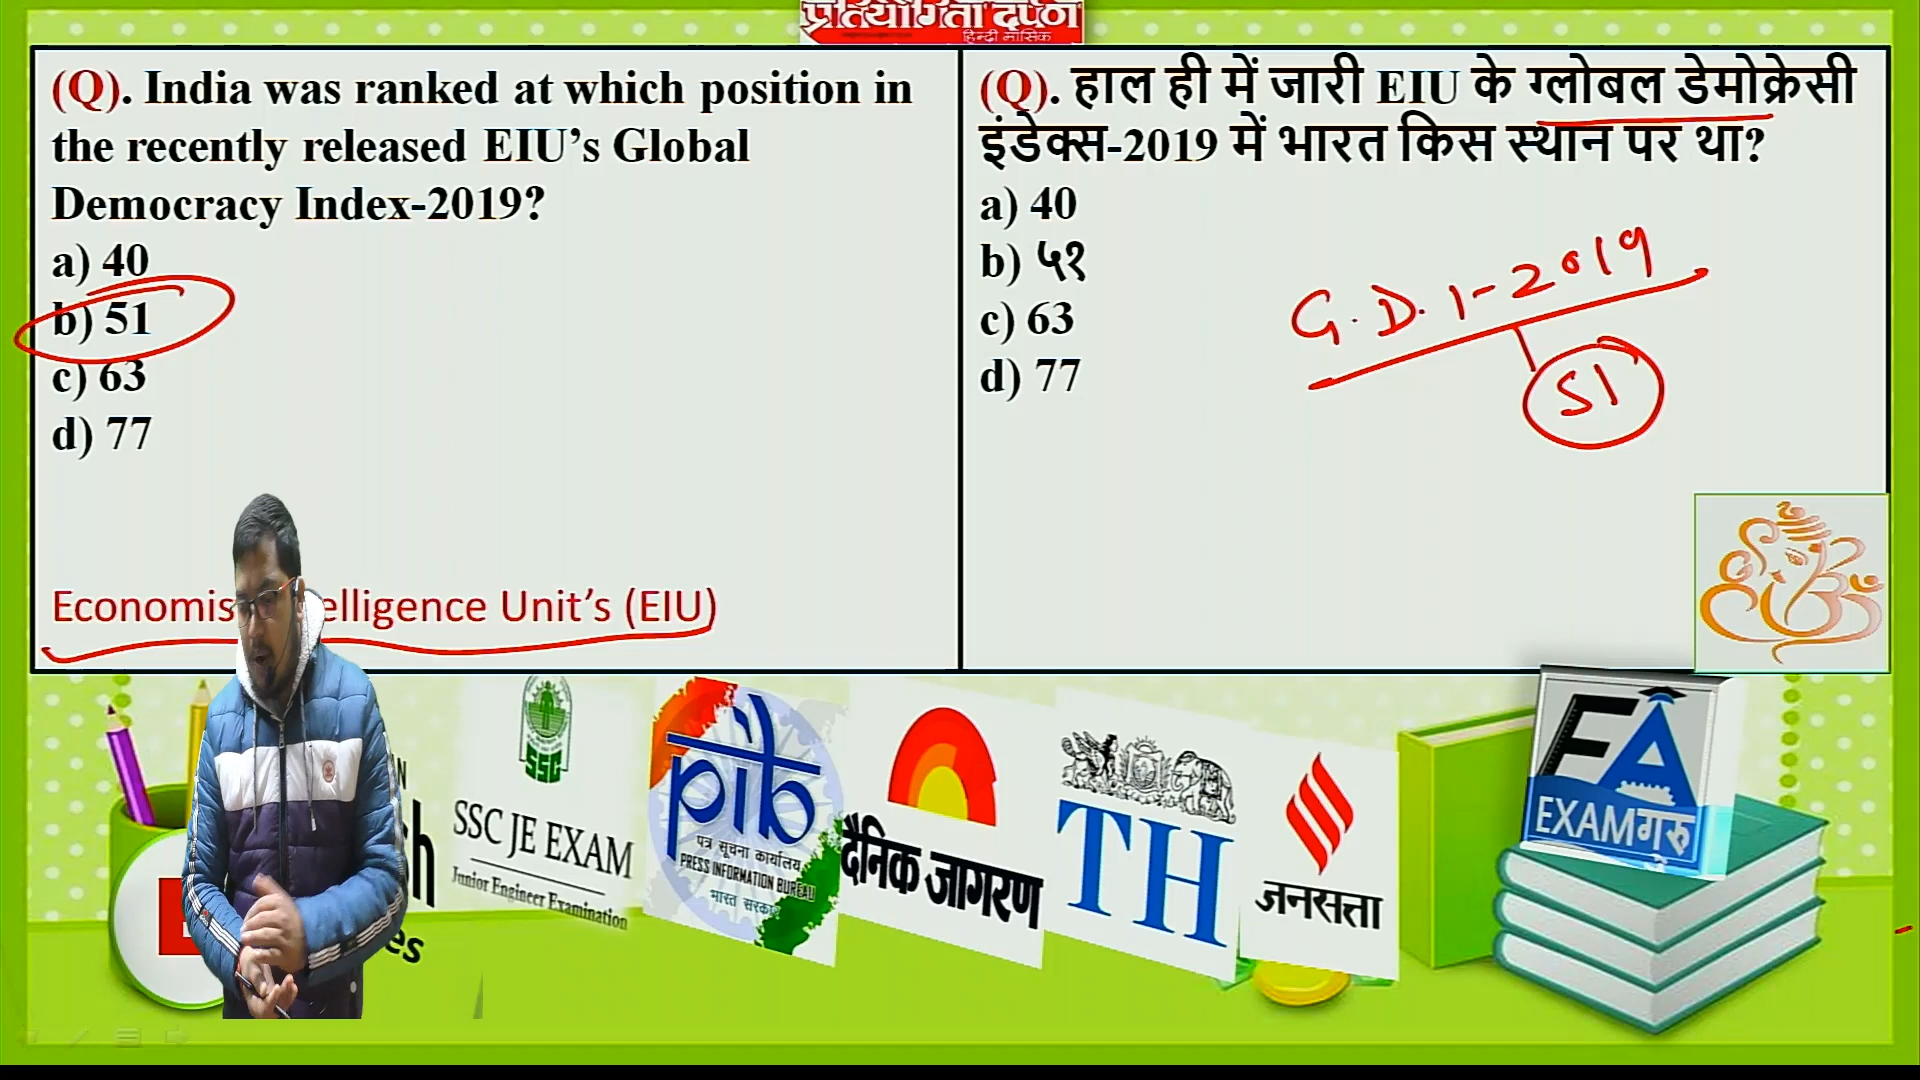 प्रतियोगिता दर्पण
हिन्दी मासिक
(Q). India was ranked at which position in
the recently released EIU’s Global
Democracy Index-2019?
a) 40
b) 51
c) 63
d) 77
Economis elligence Unit’s (EIU)
(Q). हाल ही में जारी EIU के ग्लोबल डेमोक्रेसी
इंडेक्स-2019 में भारत किस स्थान पर था?
a) 40
b) ५१
c) 63
d) 77
G.D.I-2019
51
SSC
SSC JE EXAM
Junior Engineer Examination
pib
पत्र सूचना कार्यालय
PRESS INFORMATION BUREAU
भारत सरकार
दैनिक जागरण
TH
जनसत्ता
FA
EXAMगुरु